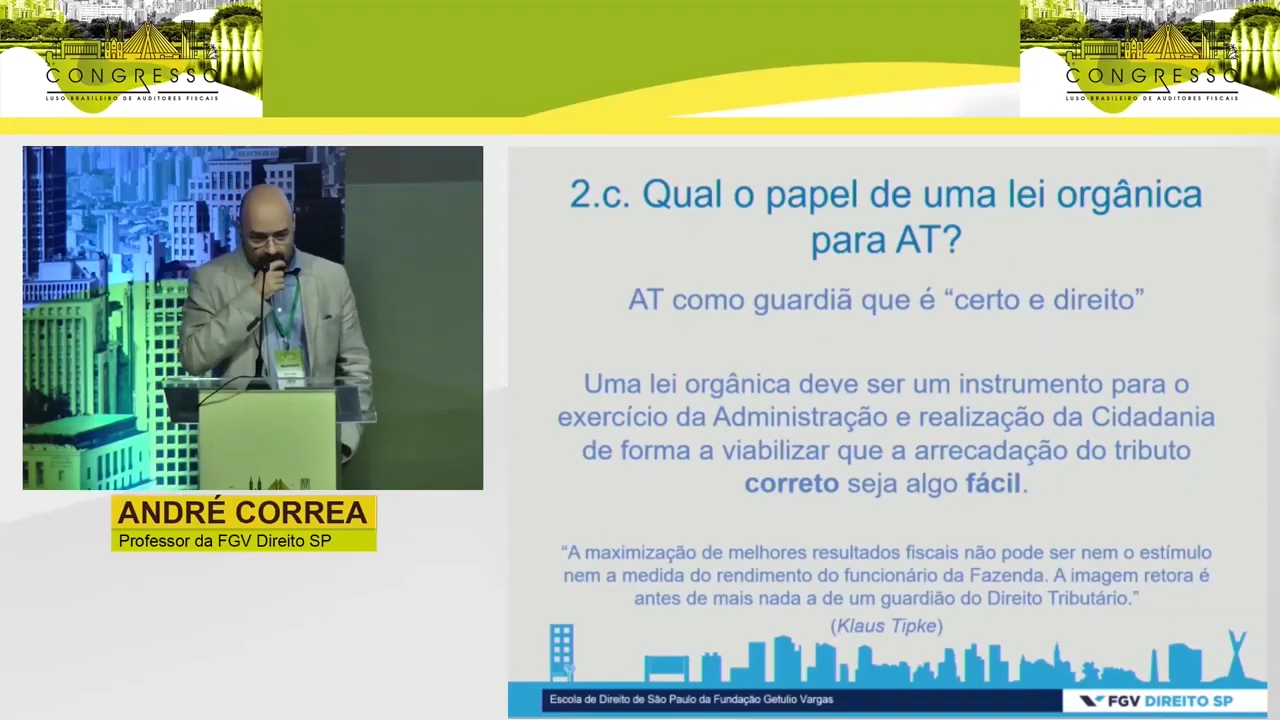 CONGRESSO
LUSO-BRASILEIRO DE AUDITORES FISCAIS
CONGRESSO
LUSO-BRASILEIRO DE AUDITORES FISCAIS
2.c. Qual o papel de uma lei orgânica
para AT?
AT como guardiã que é “certo e direito”
Uma lei orgânica deve ser um instrumento para o
exercício da Administração e realização da Cidadania
de forma a viabilizar que a arrecadação do tributo
correto seja algo fácil.
“A maximização de melhores resultados fiscais não pode ser nem o estímulo
nem a medida do rendimento do funcionário da Fazenda. A imagem retora é
antes de mais nada a de um guardião do Direito Tributário.”
(Klaus Tipke)
Escola de Direito de São Paulo da Fundação Getulio Vargas
FGV DIREITO SP
ANDRÉ CORREA
Professor da FGV Direito SP